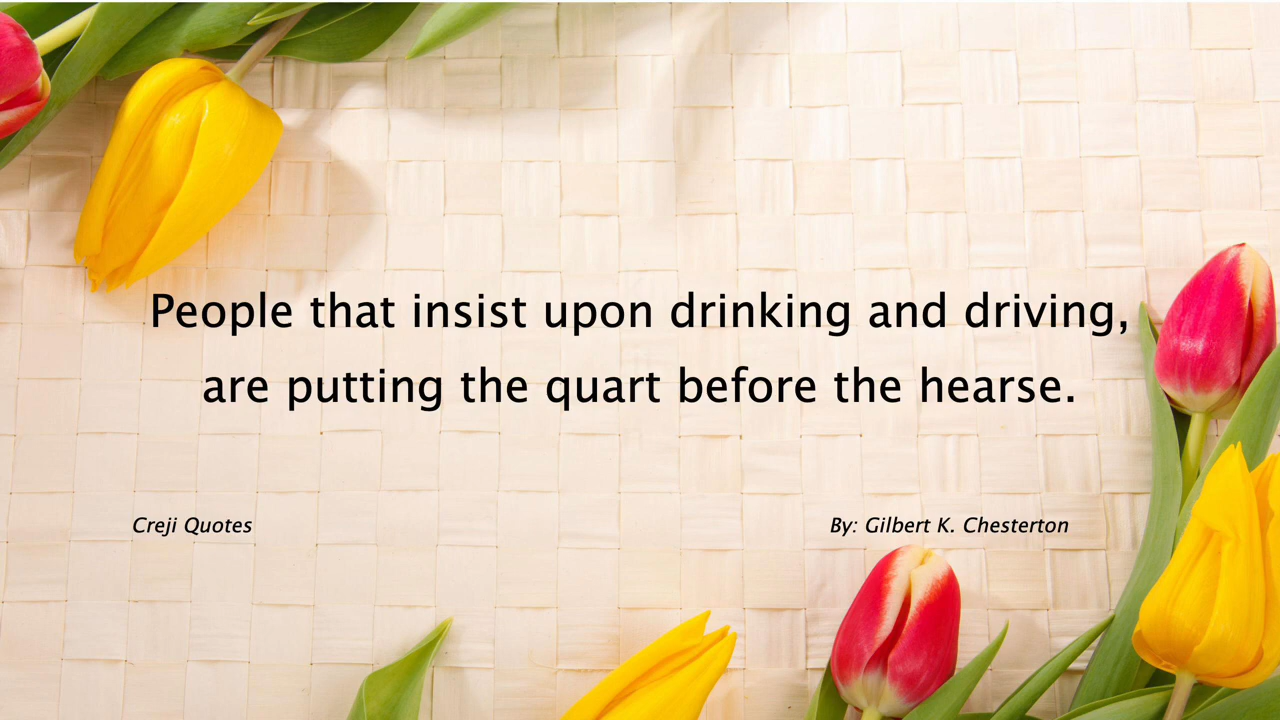 People that insist upon drinking and driving,
are putting the quart before the hearse.
Creji Quotes
By: Gilbert K. Chesterton